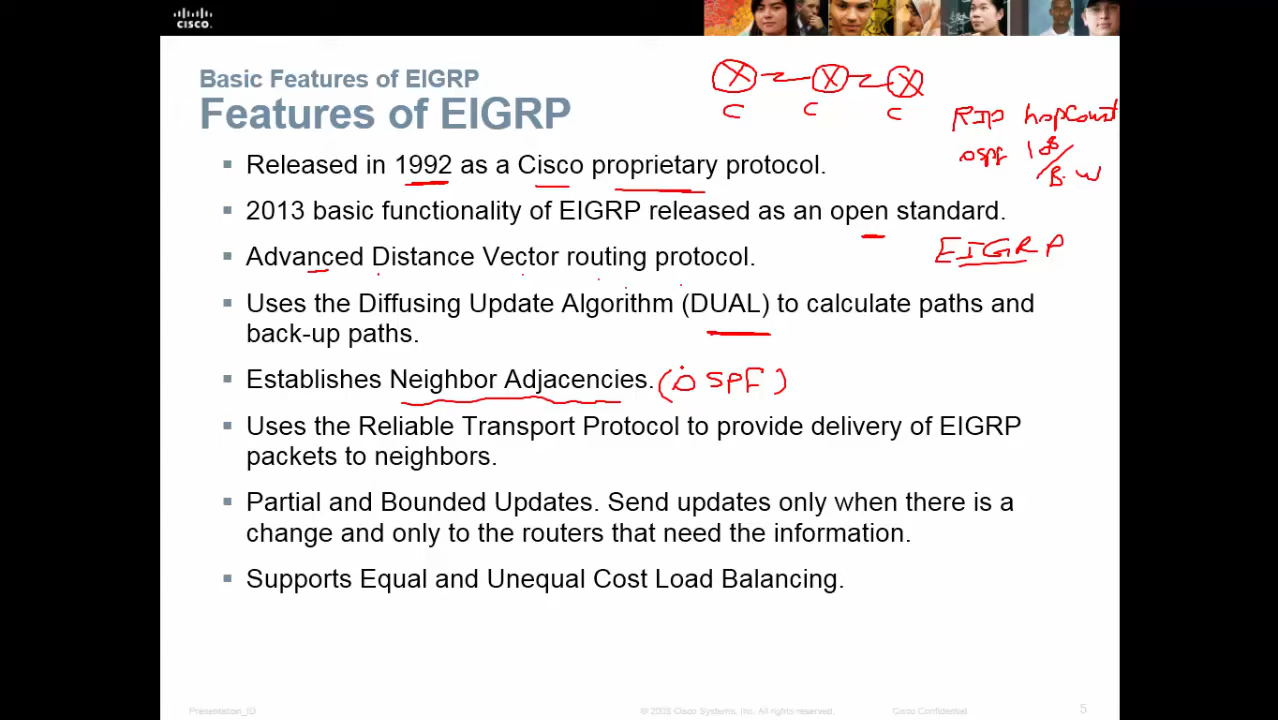 CISCO
Basic Features of EIGRP
Features of EIGRP
C C C
RIP hopcount
OSPF 10^8/B.W
▪ Released in 1992 as a Cisco proprietary protocol.
▪ 2013 basic functionality of EIGRP released as an open standard.
EIGRP
▪ Advanced Distance Vector routing protocol.
▪ Uses the Diffusing Update Algorithm (DUAL) to calculate paths and
back-up paths.
▪ Establishes Neighbor Adjacencies. (OSPF)
▪ Uses the Reliable Transport Protocol to provide delivery of EIGRP
packets to neighbors.
▪ Partial and Bounded Updates. Send updates only when there is a
change and only to the routers that need the information.
▪ Supports Equal and Unequal Cost Load Balancing.
Presentation_ID © 2008 Cisco Systems, Inc. All rights reserved. Cisco Confidential 5